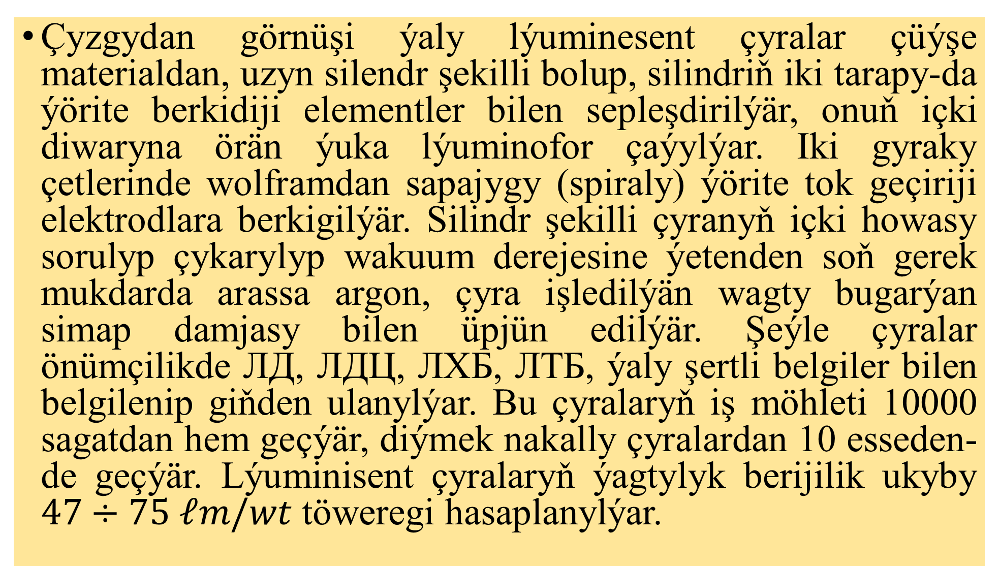 • Çyzgydan görnüşi ýaly lýuminesent çyralar çüýşe
materialdan, uzyn silendr şekilli bolup, silindriň iki tarapy-da
ýörite berkidiji elementler bilen sepleşdirilýär, onuň içki
diwaryna örän ýuka lýuminofor çaýylýar. Iki gyraky
çetlerinde wolframdan sapajygy (spiraly) ýörite tok geçiriji
elektrodlara berkigilýär. Silindr şekilli çyranyň içki howasy
sorulyp çykarylyp wakuum derejesine ýetenden soň gerek
mukdarda arassa argon, çyra işledilýän wagty bugarýan
simap damjasy bilen üpjün edilýär. Şeýle çyralar
önümçilikde ЛД, ЛДЦ, ЛХБ, ЛТБ, ýaly şertli belgiler bilen
belgilenip giňden ulanylýar. Bu çyralaryň iş möhleti 10000
sagatdan hem geçýär, diýmek nakally çyralardan 10 esseden-
de geçýär. Lýuminisent çyralaryň ýagtylyk berijilik ukyby
47 ÷ 75 ℓm/wt töweregi hasaplanylýar.